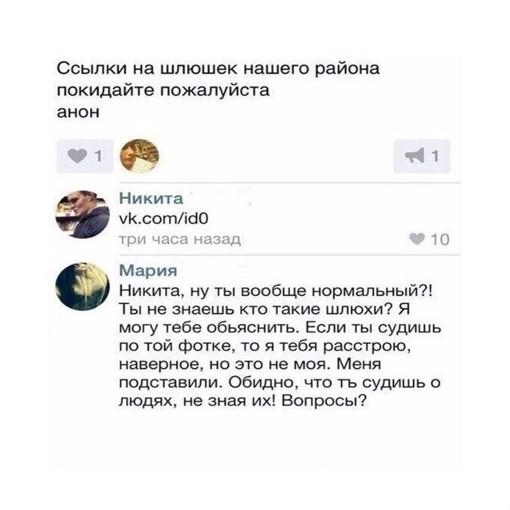 Ссылки на шлюшек нашего района
покидайте пожалуйста
анон
1
1
Никита
vk.com/id0
три часа назад
10
Мария
Никита, ну ты вообще нормальный?!
Ты не знаешь кто такие шлюхи? Я
могу тебе обьяснить. Если ты судишь
по той фотке, то я тебя расстрою,
наверное, но это не моя. Меня
подставили. Обидно, что тъ судишь о
людях, не зная их! Вопросы?